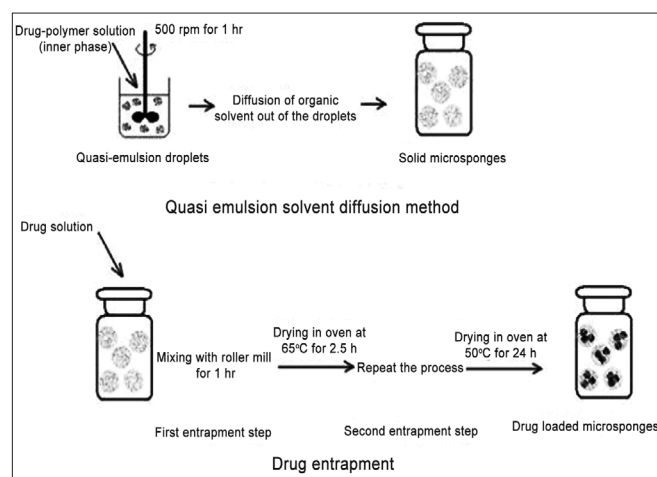 Drug-polymer solution
(inner phase)
500 rpm for 1 hr
Diffusion of organic
solvent out of the droplets
Quasi-emulsion droplets
Solid microsponges
Quasi emulsion solvent diffusion method
Drug solution
Mixing with roller mill
for 1 hr
Drying in oven at
65ºC for 2.5 h
Repeat the process
Drying in oven at
50ºC for 24 h
First entrapment step
Second entrapment step
Drug loaded microsponges
Drug entrapment